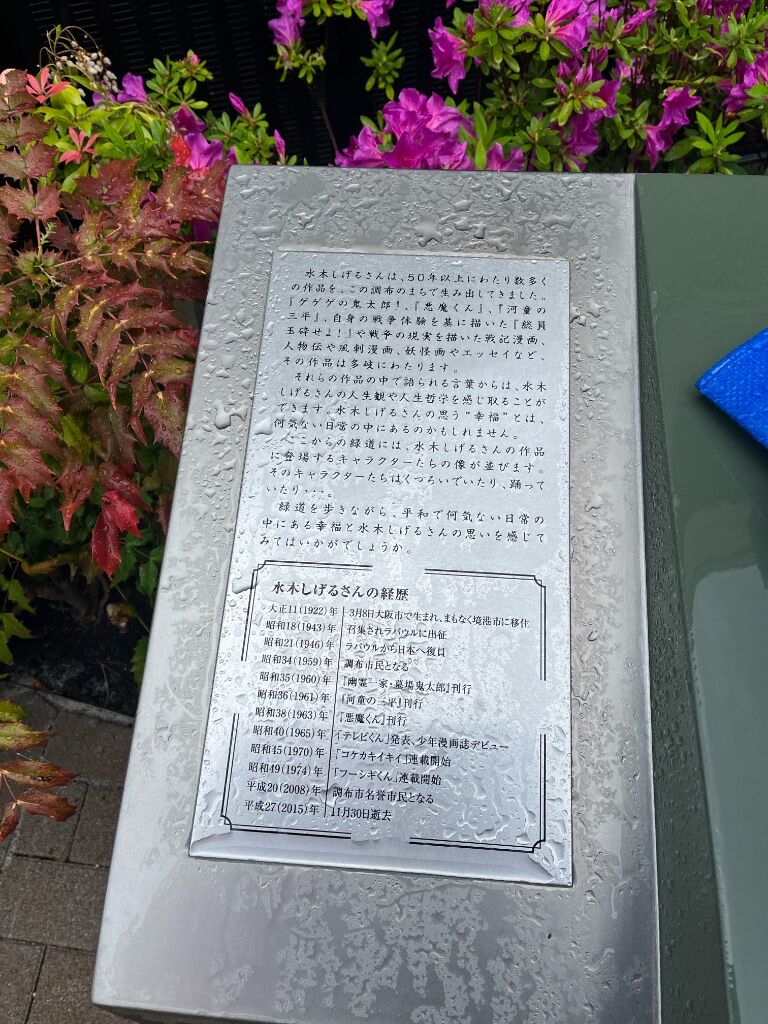 水木しげるさんは、50年以上にわたり数多く
の作品を、この調布のまちで生み出してきました。
『ゲゲゲの鬼太郎』、『悪魔くん』、『河童の
三平』、自身の戦争体験を基に描いた『総員
玉砕せよ!』や戦争の現実を描いた戦記漫画、
人物伝や風刺漫画、妖怪画やエッセイなど、
その作品は多岐にわたります。
それらの作品の中で語られる言葉からは、水木
しげるさんの人生観や人生哲学を感じ取ることが
できます。水木しげるさんの思う“幸福”とは、
何気ない日常の中にあるのかもしれません。
ここからの緑道には、水木しげるさんの作品
に登場するキャラクターたちの像が並びます。
そのキャラクターたちはくつろいでいたり、踊って
いたり・・・。
緑道を歩きながら、平和で何気ない日常の
中にある幸福と水木しげるさんの思いを感じて
みてはいかがでしょうか。
水木しげるさんの経歴
大正11(1922)年 3月8日大阪市で生まれ、まもなく境港市に移住
昭和18(1943)年 召集されラバウルに出征
昭和21(1946)年 ラバウルから日本へ復員
昭和34(1959)年 調布市民となる
昭和35(1960)年 『幽霊一家・墓場鬼太郎』刊行
昭和36(1961)年 『河童の三平』刊行
昭和38(1963)年 『悪魔くん』刊行
昭和40(1965)年 「テレビくん」発表、少年漫画誌デビュー
昭和45(1970)年 「コケカキイキイ」連載開始
昭和49(1974)年 「フーシギくん」連載開始
平成20(2008)年 調布市名誉市民となる
平成27(2015)年 11月30日逝去